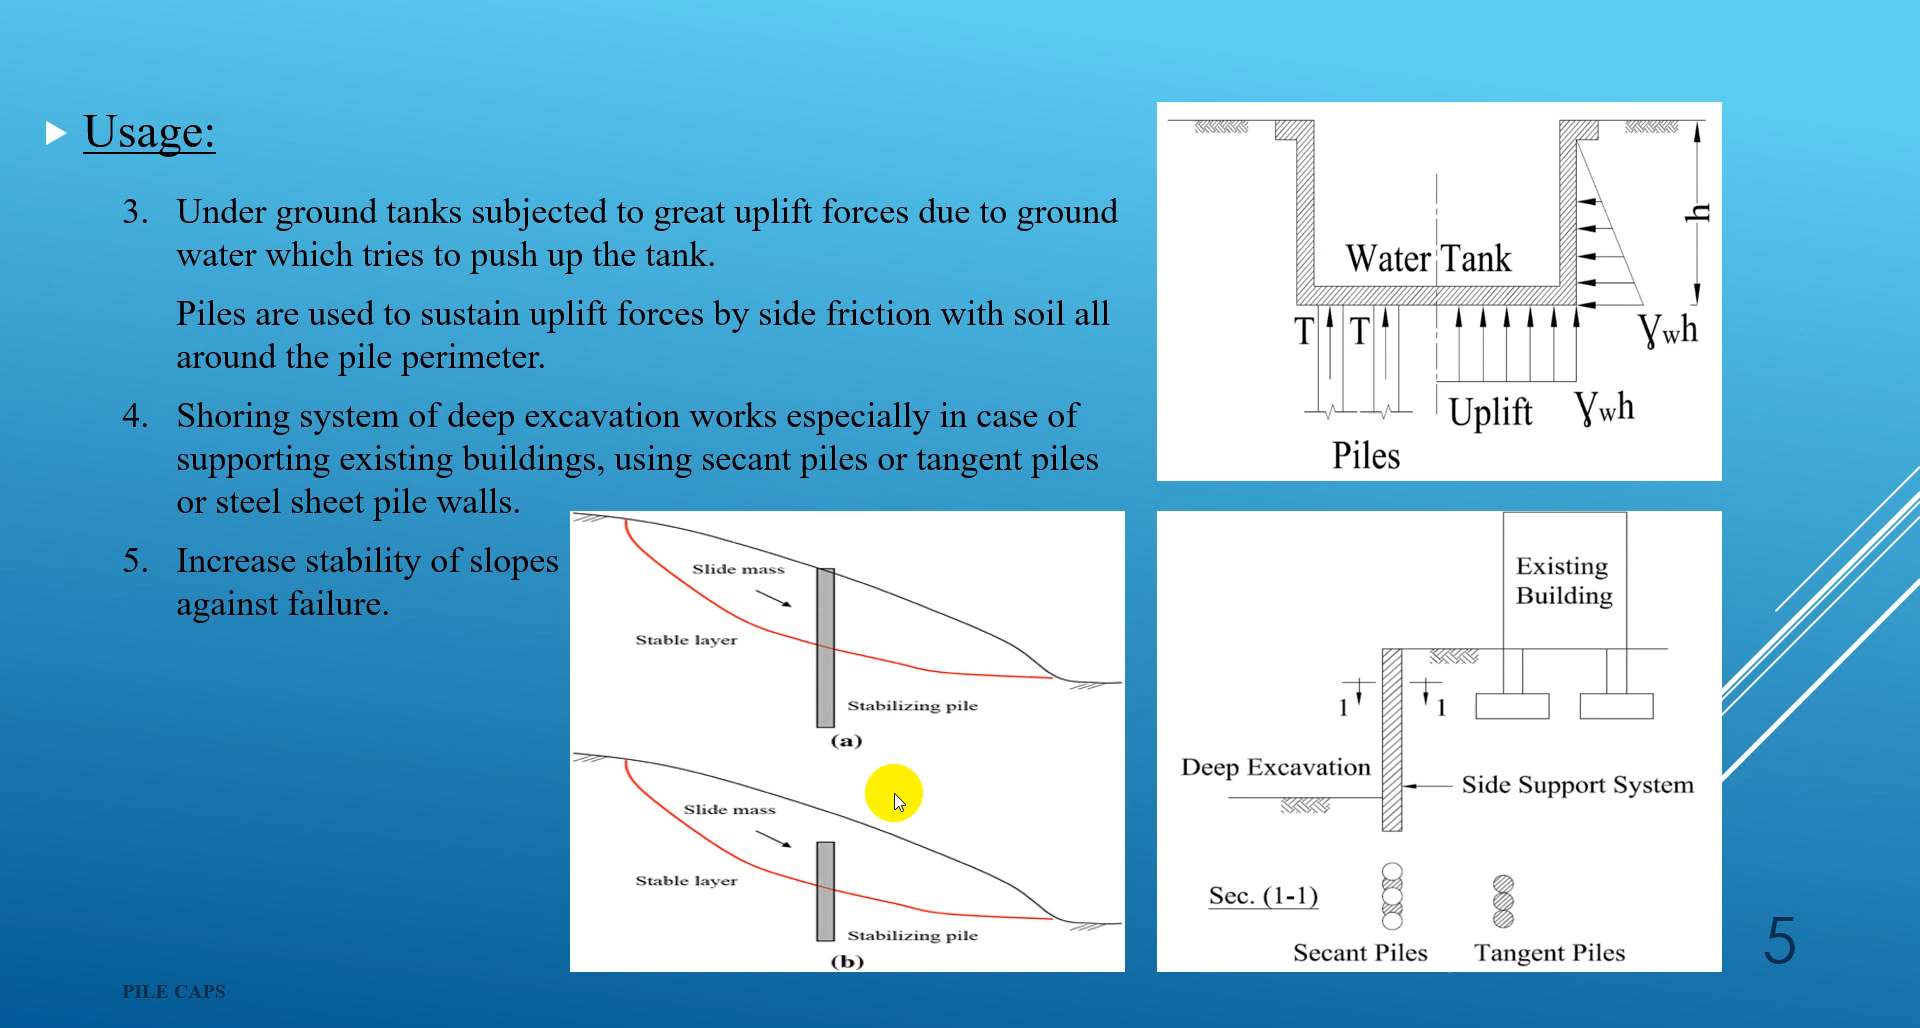 Usage:
3. Under ground tanks subjected to great uplift forces due to ground
water which tries to push up the tank.
Piles are used to sustain uplift forces by side friction with soil all
around the pile perimeter.
4. Shoring system of deep excavation works especially in case of
supporting existing buildings, using secant piles or tangent piles
or steel sheet pile walls.
5. Increase stability of slopes
against failure.
Water Tank
h
T T
γwh
Uplift γwh
Piles
Slide mass
Stable layer
Stabilizing pile
(a)
Slide mass
Stable layer
Stabilizing pile
(b)
Existing
Building
1 1
Deep Excavation
Side Support System
Sec. (1-1)
Secant Piles Tangent Piles
5
PILE CAPS